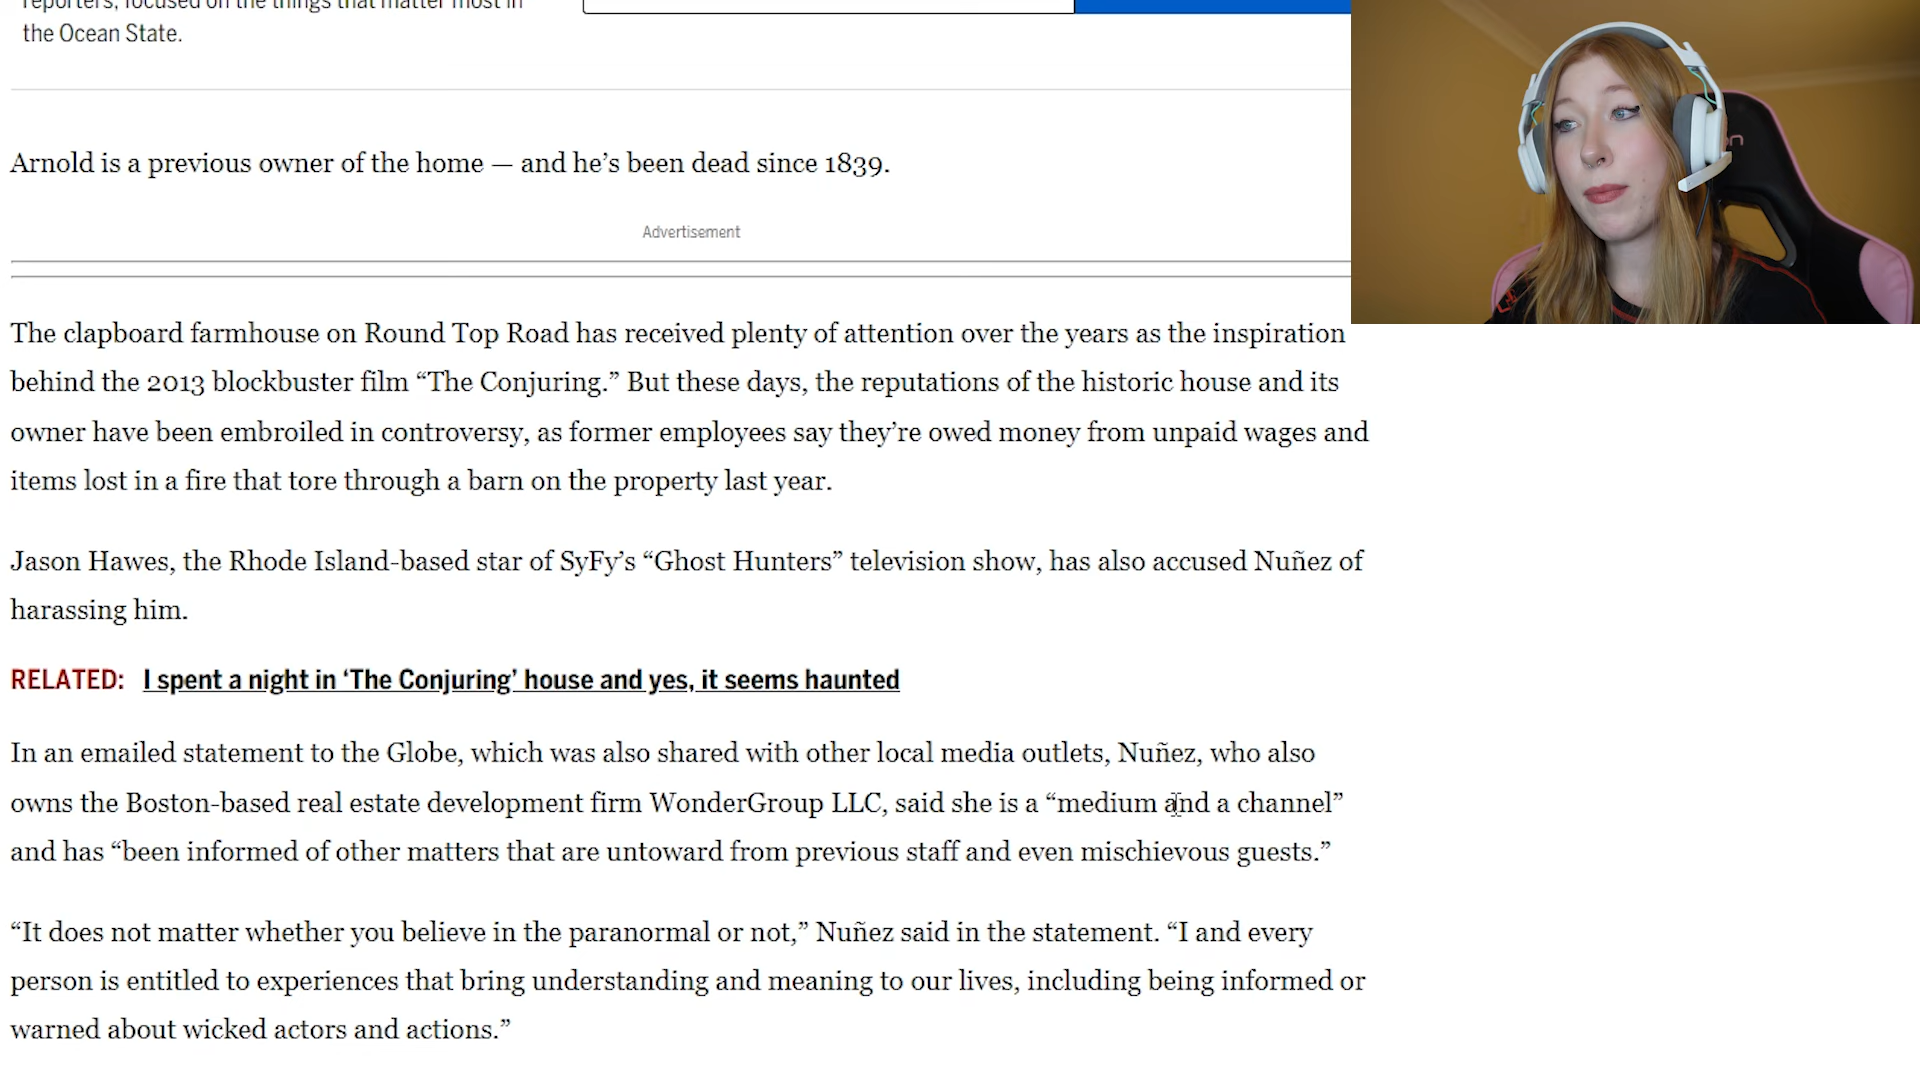 reporters, focused on the things that matter most in
the Ocean State.
Arnold is a previous owner of the home — and he’s been dead since 1839.
Advertisement
The clapboard farmhouse on Round Top Road has received plenty of attention over the years as the inspiration
behind the 2013 blockbuster film “The Conjuring.” But these days, the reputations of the historic house and its
owner have been embroiled in controversy, as former employees say they’re owed money from unpaid wages and
items lost in a fire that tore through a barn on the property last year.
Jason Hawes, the Rhode Island-based star of SyFy’s “Ghost Hunters” television show, has also accused Nuñez of
harassing him.
RELATED: I spent a night in ‘The Conjuring’ house and yes, it seems haunted
In an emailed statement to the Globe, which was also shared with other local media outlets, Nuñez, who also
owns the Boston-based real estate development firm WonderGroup LLC, said she is a “medium and a channel”
and has “been informed of other matters that are untoward from previous staff and even mischievous guests.”
“It does not matter whether you believe in the paranormal or not,” Nuñez said in the statement. “I and every
person is entitled to experiences that bring understanding and meaning to our lives, including being informed or
warned about wicked actors and actions.”